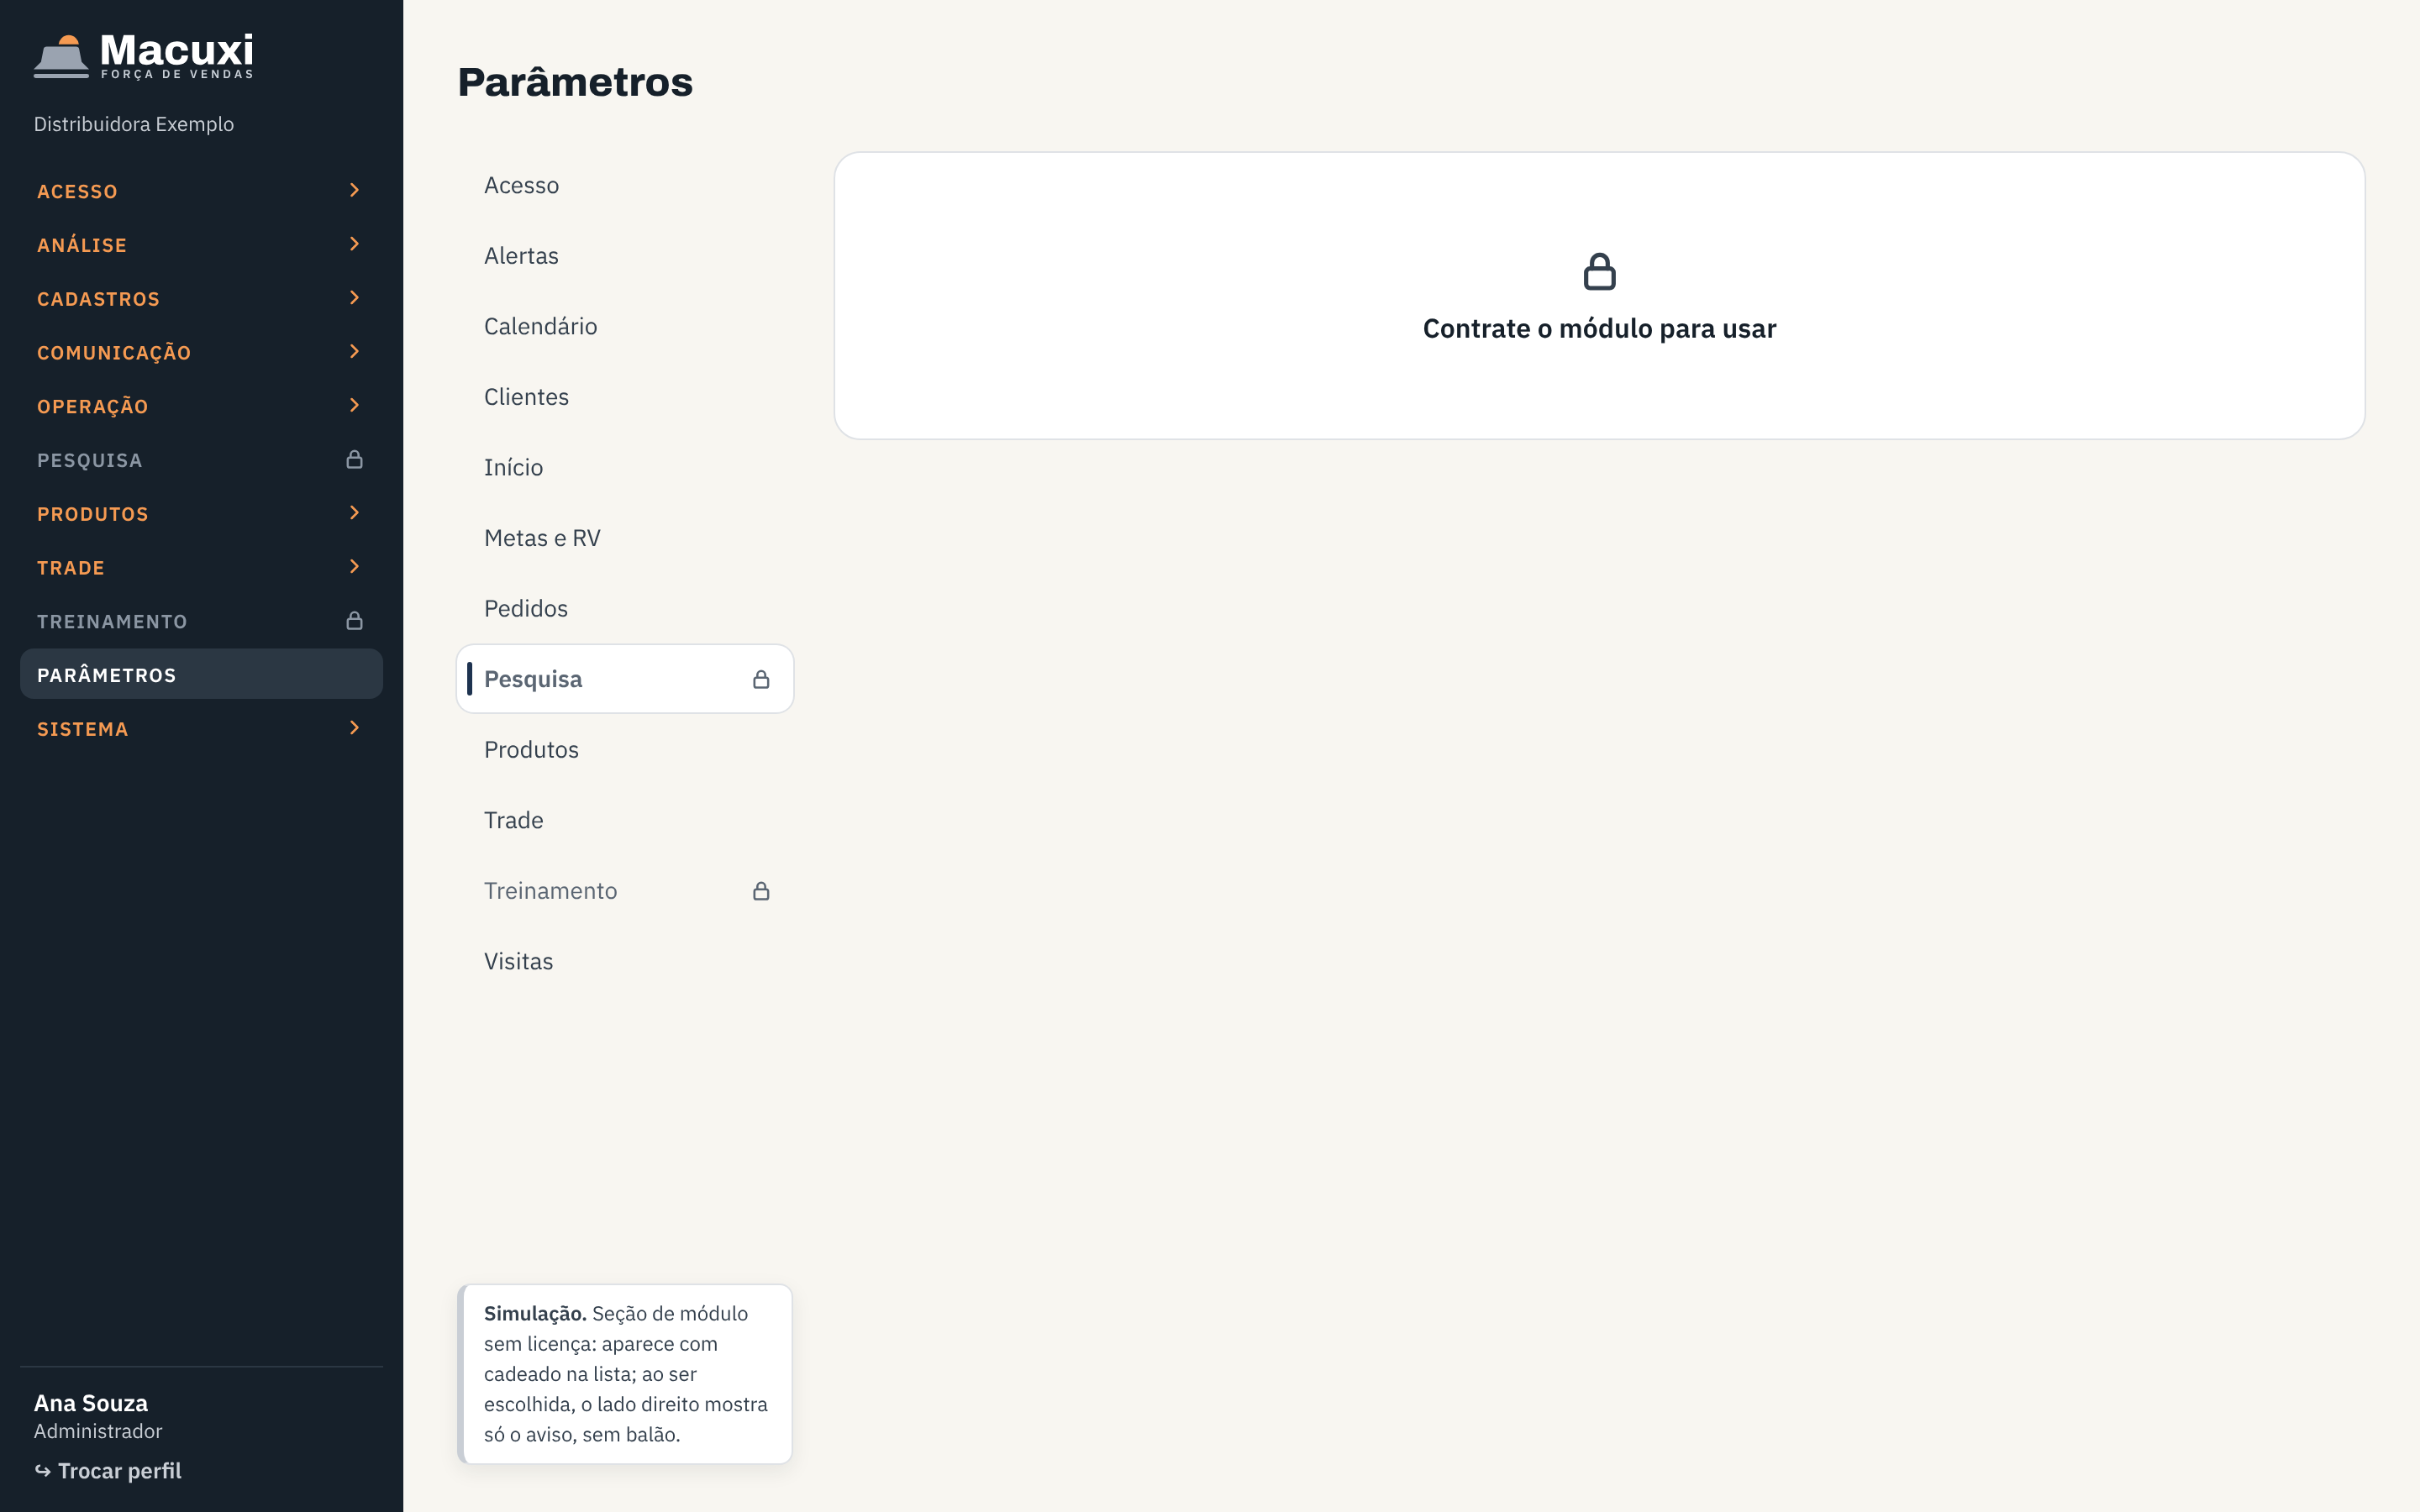 Macuxi
FORÇA DE VENDAS
Distribuidora Exemplo
ACESSO
ANÁLISE
CADASTROS
COMUNICAÇÃO
OPERAÇÃO
PESQUISA
PRODUTOS
TRADE
TREINAMENTO
PARÂMETROS
SISTEMA
Ana Souza
Administrador
↪ Trocar perfil
Parâmetros
Acesso
Alertas
Calendário
Clientes
Início
Metas e RV
Pedidos
Pesquisa
Produtos
Trade
Treinamento
Visitas
Simulação. Seção de módulo
sem licença: aparece com
cadeado na lista; ao ser
escolhida, o lado direito mostra
só o aviso, sem balão.
Contrate o módulo para usar